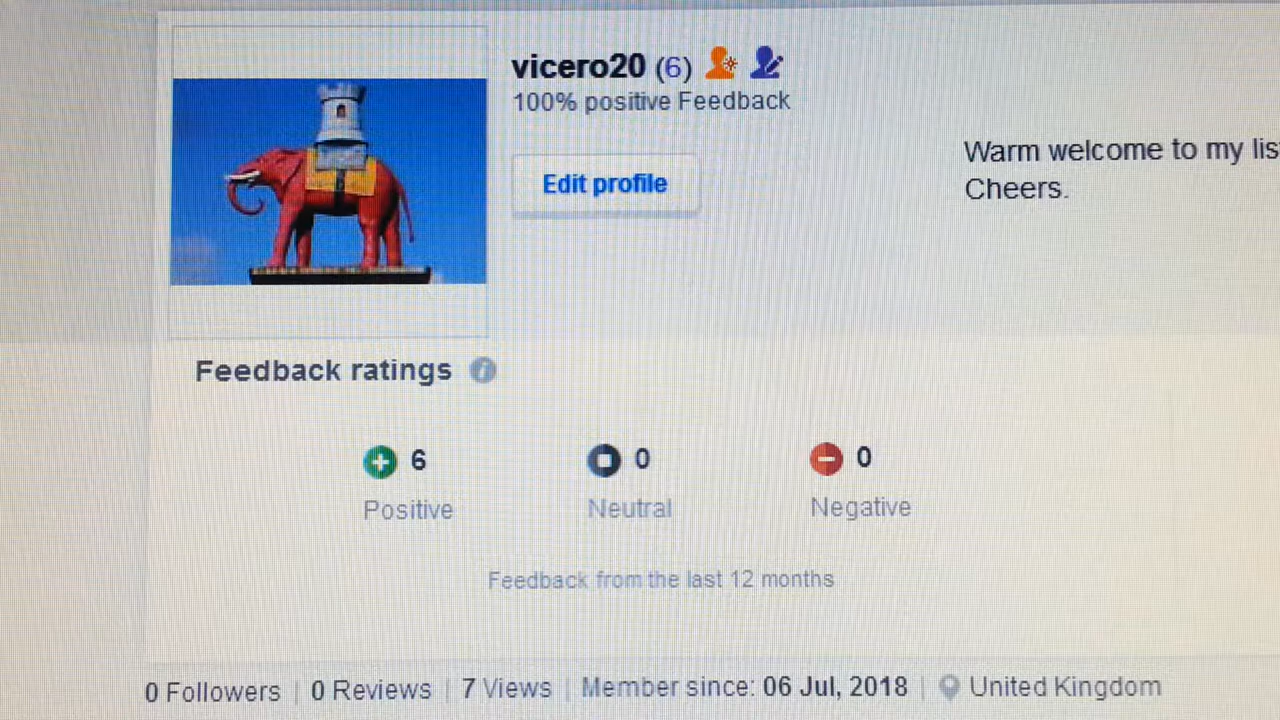 vicero20 (6)
100% positive Feedback
Edit profile
Warm welcome to my
Cheers.
Feedback ratings
6
Positive
0
Neutral
0
Negative
Feedback from the last 12 months
0 Followers | 0 Reviews | 7 Views | Member since: 06 Jul, 2018 | United Kingdom